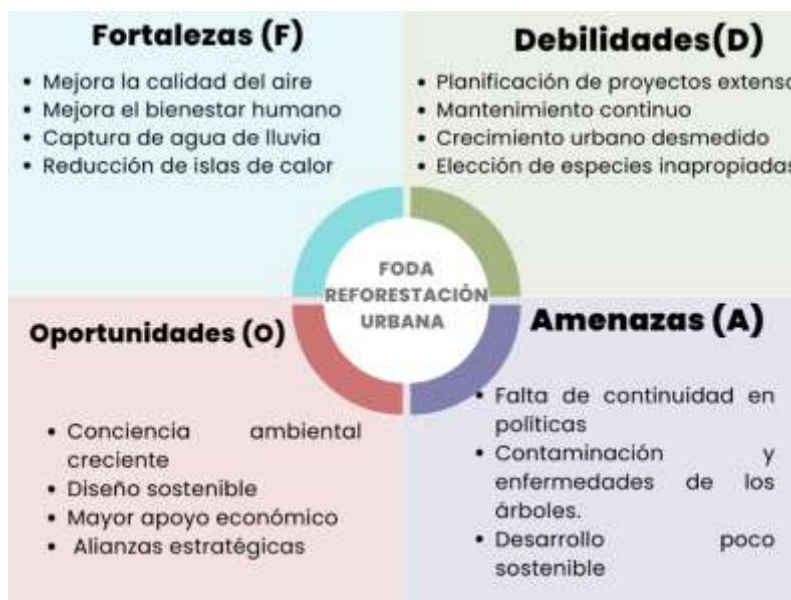 Fortalezas (F)
• Mejora la calidad del aire
• Mejora el bienestar humano
• Captura de agua de lluvia
• Reducción de islas de calor
Debilidades(D)
• Planificación de proyectos extenso
• Mantenimiento continuo
• Crecimiento urbano desmedido
• Elección de especies inapropiadas
FODA
REFORESTACIÓN
URBANA
Oportunidades (O)
• Conciencia ambiental
creciente
• Diseño sostenible
• Mayor apoyo económico
• Alianzas estratégicas
Amenazas (A)
• Falta de continuidad en
políticas
• Contaminación y
enfermedades de los
árboles.
• Desarrollo poco
sostenible